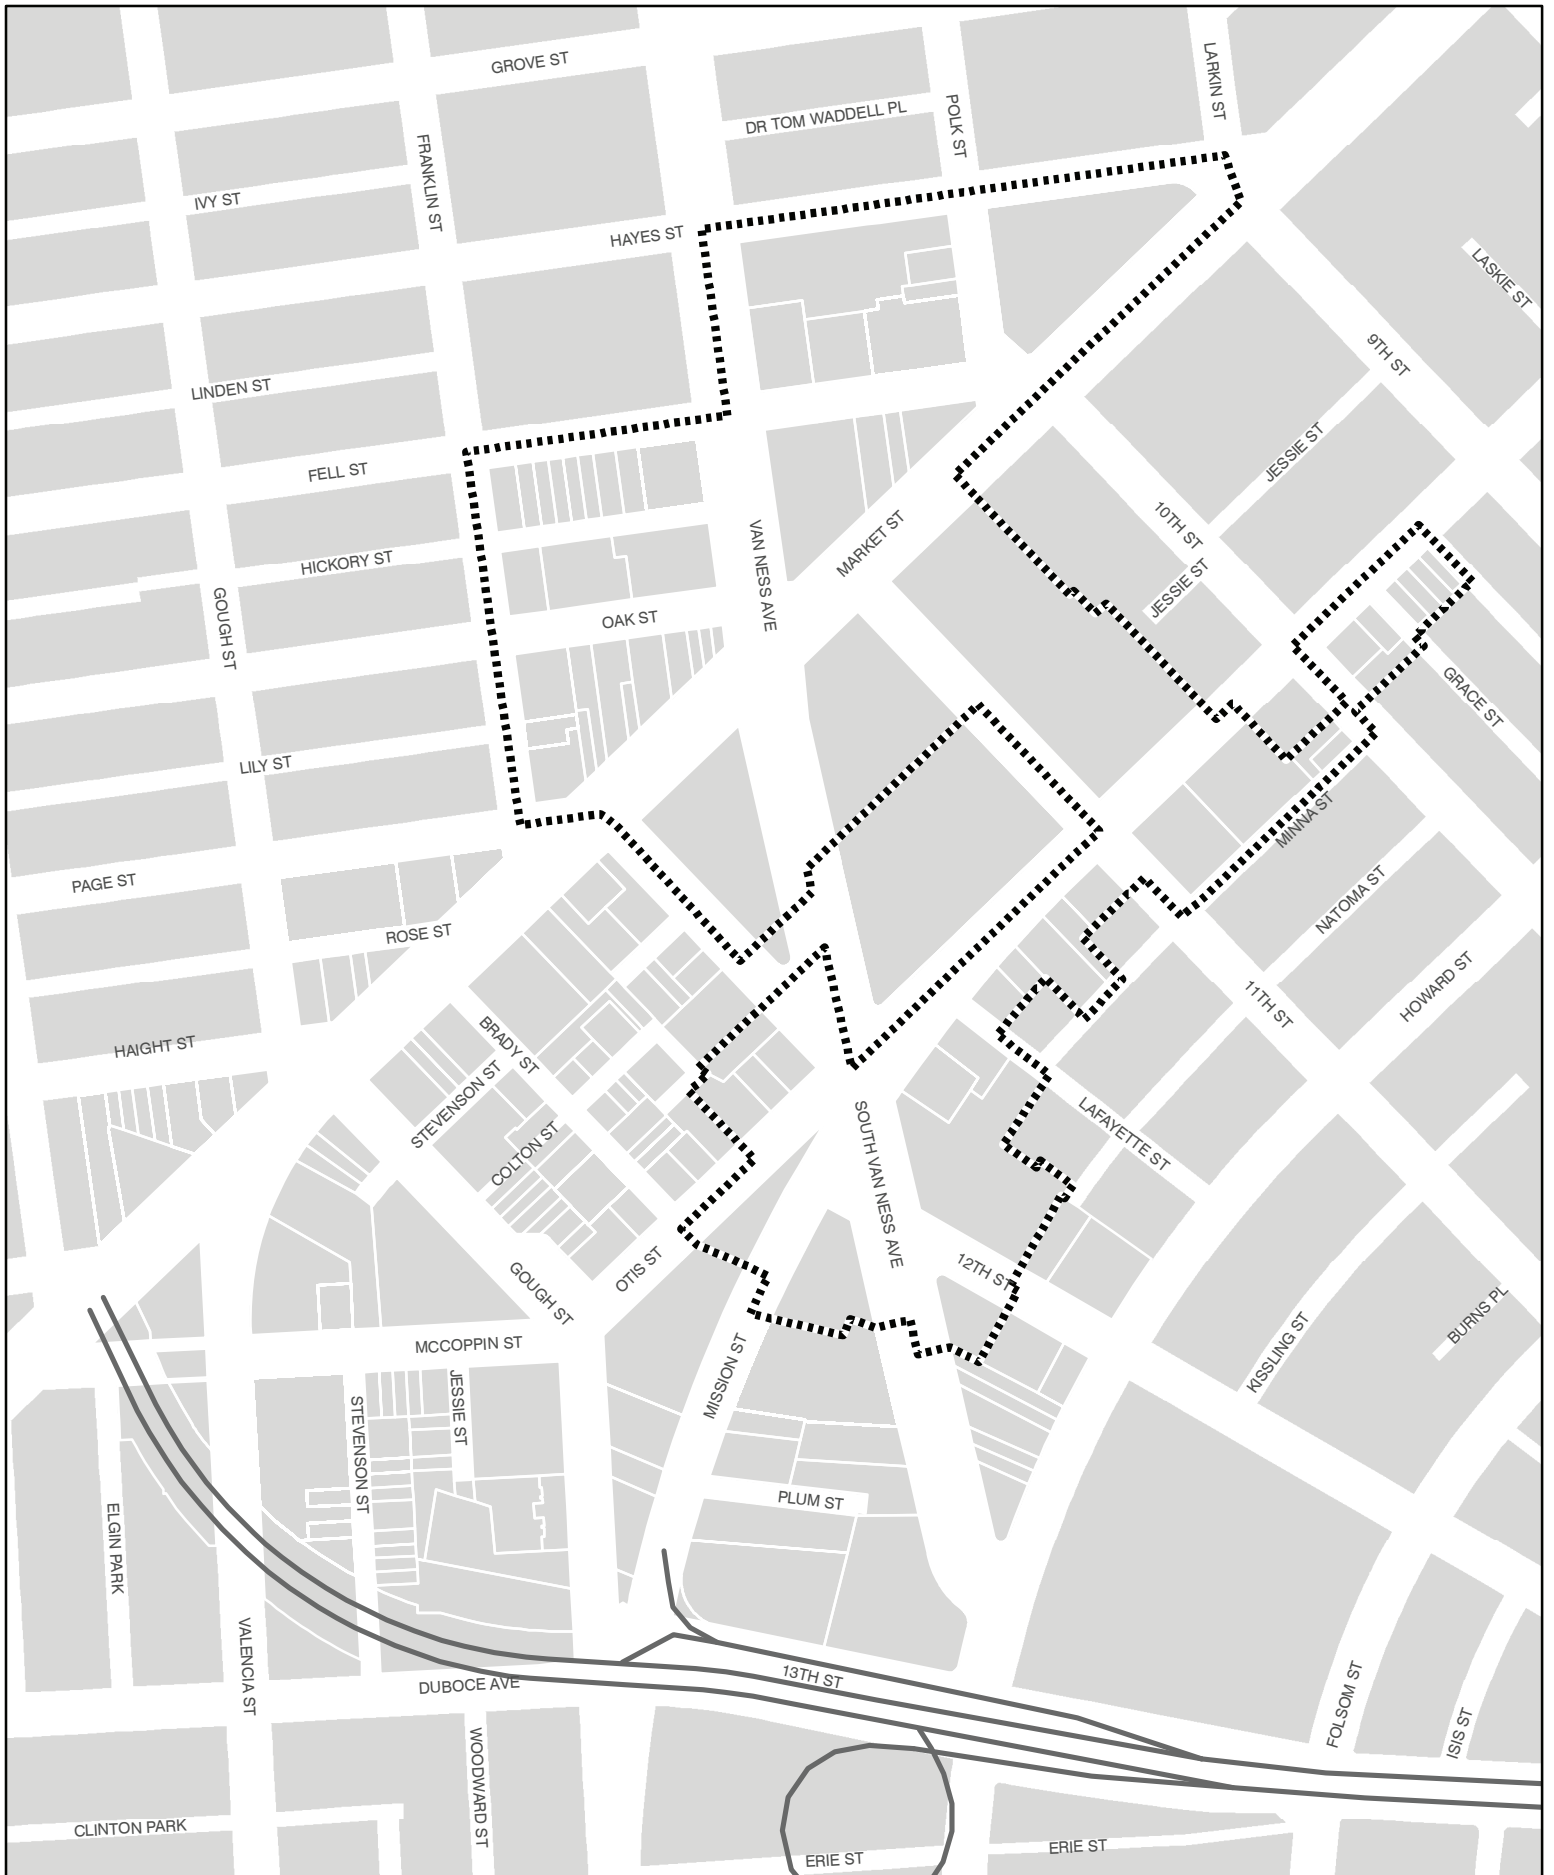 GROVE ST
LARKIN ST
POLK ST
DR TOM WADDELL PL
FRANKLIN ST
IVY ST
HAYES ST
LASKIE ST
9TH ST
LINDEN ST
JESSIE ST
FELL ST
10TH ST
MARKET ST
VAN NESS AVE
HICKORY ST
JESSIE ST
GOUGH ST
OAK ST
GRACE ST
LILY ST
MINNA ST
PAGE ST
NATOMA ST
ROSE ST
HOWARD ST
11TH ST
HAIGHT ST
BRADY ST
STEVENSON ST
COLTON ST
LAFAYETTE ST
SOUTH VAN NESS AVE
12TH ST
OTIS ST
GOUGH ST
BURNS PL
KISSLING ST
MCCOPPIN ST
MISSION ST
JESSIE ST
STEVENSON ST
PLUM ST
ELGIN PARK
VALENCIA ST
13TH ST
DUBOCE AVE
FOLSOM ST
ISIS ST
WOODWARD ST
CLINTON PARK
ERIE ST
ERIE ST